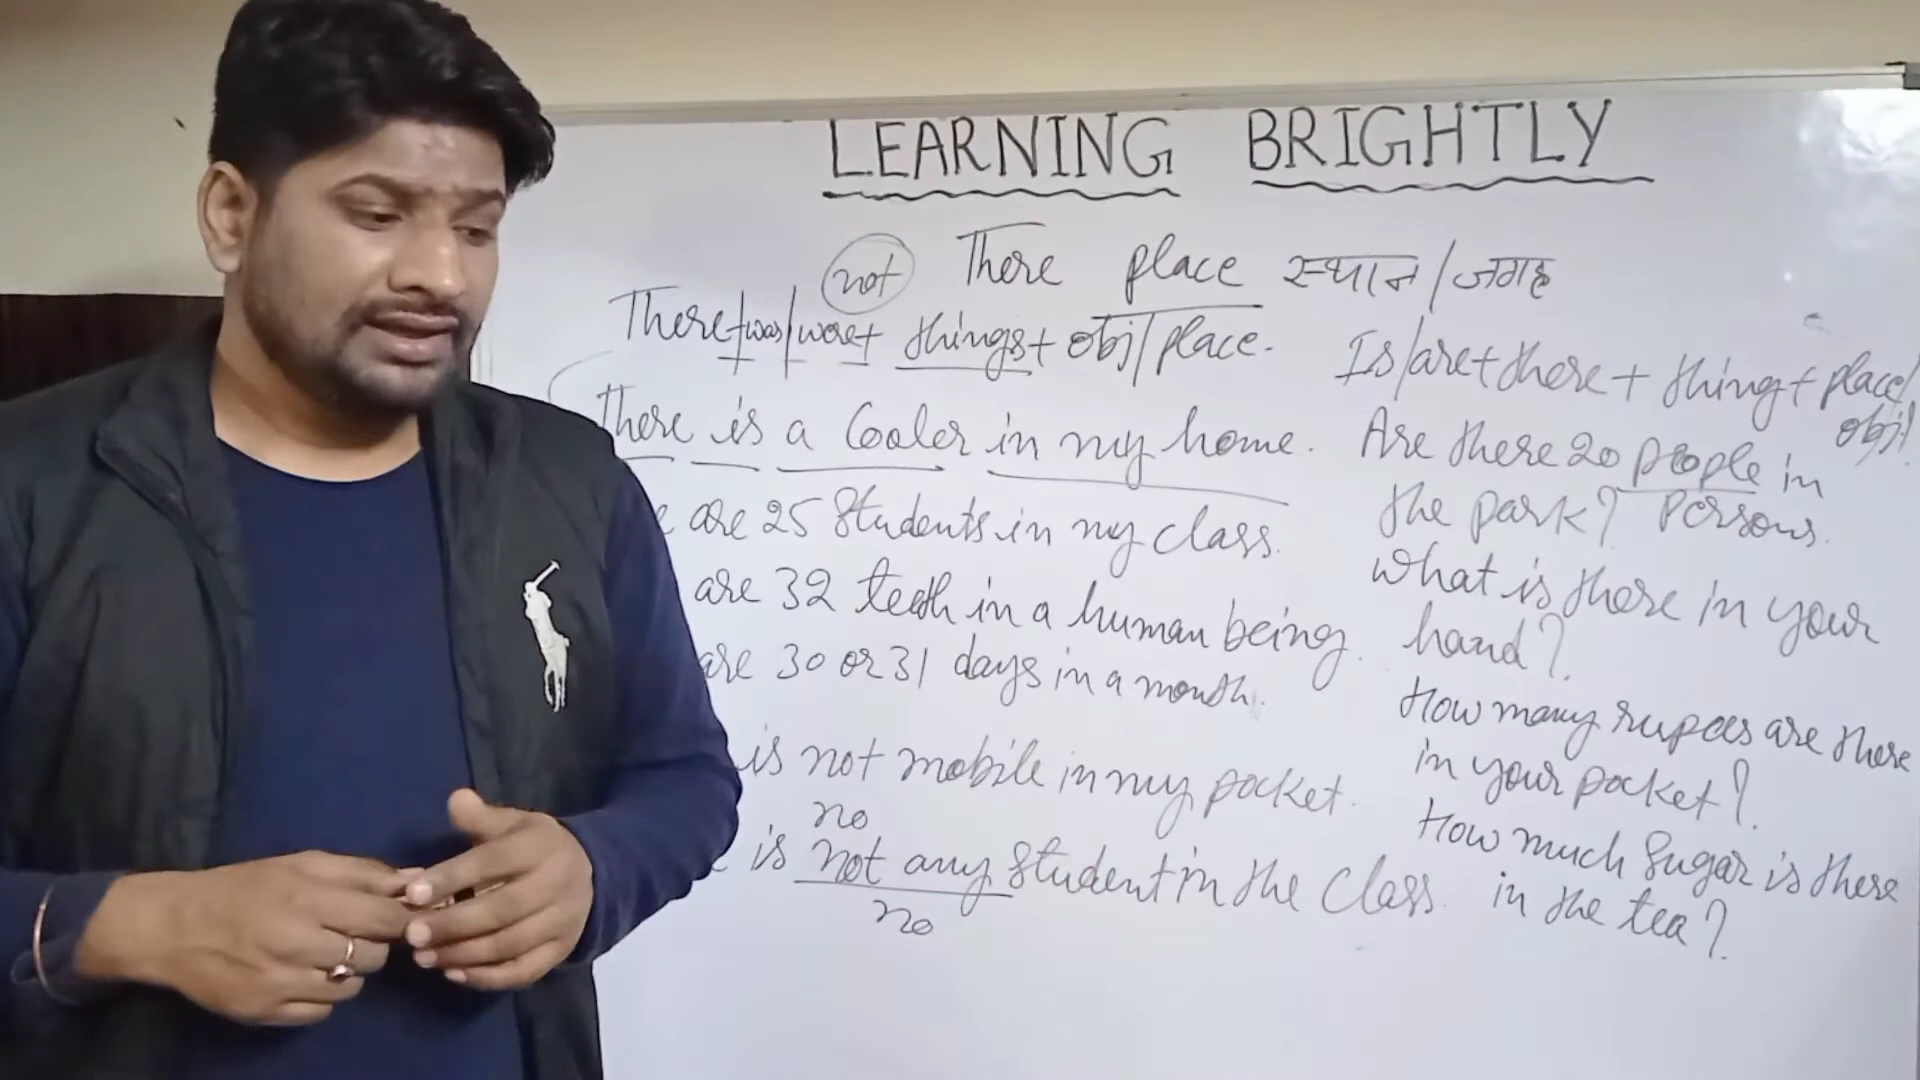 LEARNING BRIGHTLY
not There place स्थान/जगह
There+was/were+ things+ obj/place.
There is a Cooler in my home.
are 25 Students in my class.
are 32 teeth in a human being.
are 30 or 31 days in a month.
is not mobile in my pocket.
no
is not any Student in the Class.
no
Is/are+there+thing+place/
obj.
Are there 20 people in
the park? Persons.
What is there in your
hand?
How many rupees are there
in your pocket?
How much Sugar is there
in the tea?